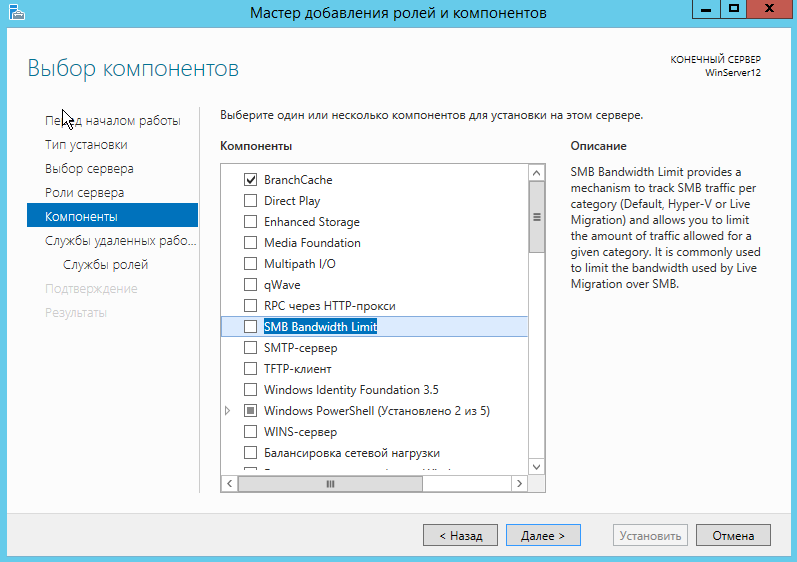 Мастер добавления ролей и компонентов
Выбор компонентов
КОНЕЧНЫЙ СЕРВЕР
WinServer12
Перед началом работы
Тип установки
Выбор сервера
Роли сервера
Компоненты
Службы удаленных рабо...
Службы ролей
Подтверждение
Результаты
Выберите один или несколько компонентов для установки на этом сервере.
Компоненты
BranchCache
Direct Play
Enhanced Storage
Media Foundation
Multipath I/O
qWave
RPC через HTTP-прокси
SMB Bandwidth Limit
SMTP-сервер
TFTP-клиент
Windows Identity Foundation 3.5
Windows PowerShell (Установлено 2 из 5)
WINS-сервер
Балансировка сетевой нагрузки
Описание
SMB Bandwidth Limit provides a
mechanism to track SMB traffic per
category (Default, Hyper-V or Live
Migration) and allows you to limit
the amount of traffic allowed for a
given category. It is commonly used
to limit the bandwidth used by Live
Migration over SMB.
< Назад
Далее >
Установить
Отмена